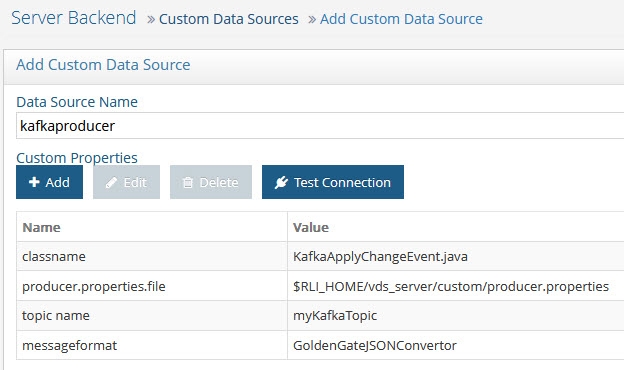 Server Backend » Custom Data Sources » Add Custom Data Source
Add Custom Data Source
Data Source Name
kafkaproducer
Custom Properties
Add Edit Delete Test Connection
Name Value
classname KafkaApplyChangeEvent.java
producer.properties.file $RLI_HOME/vds_server/custom/producer.properties
topic name myKafkaTopic
messageformat GoldenGateJSONConvertor